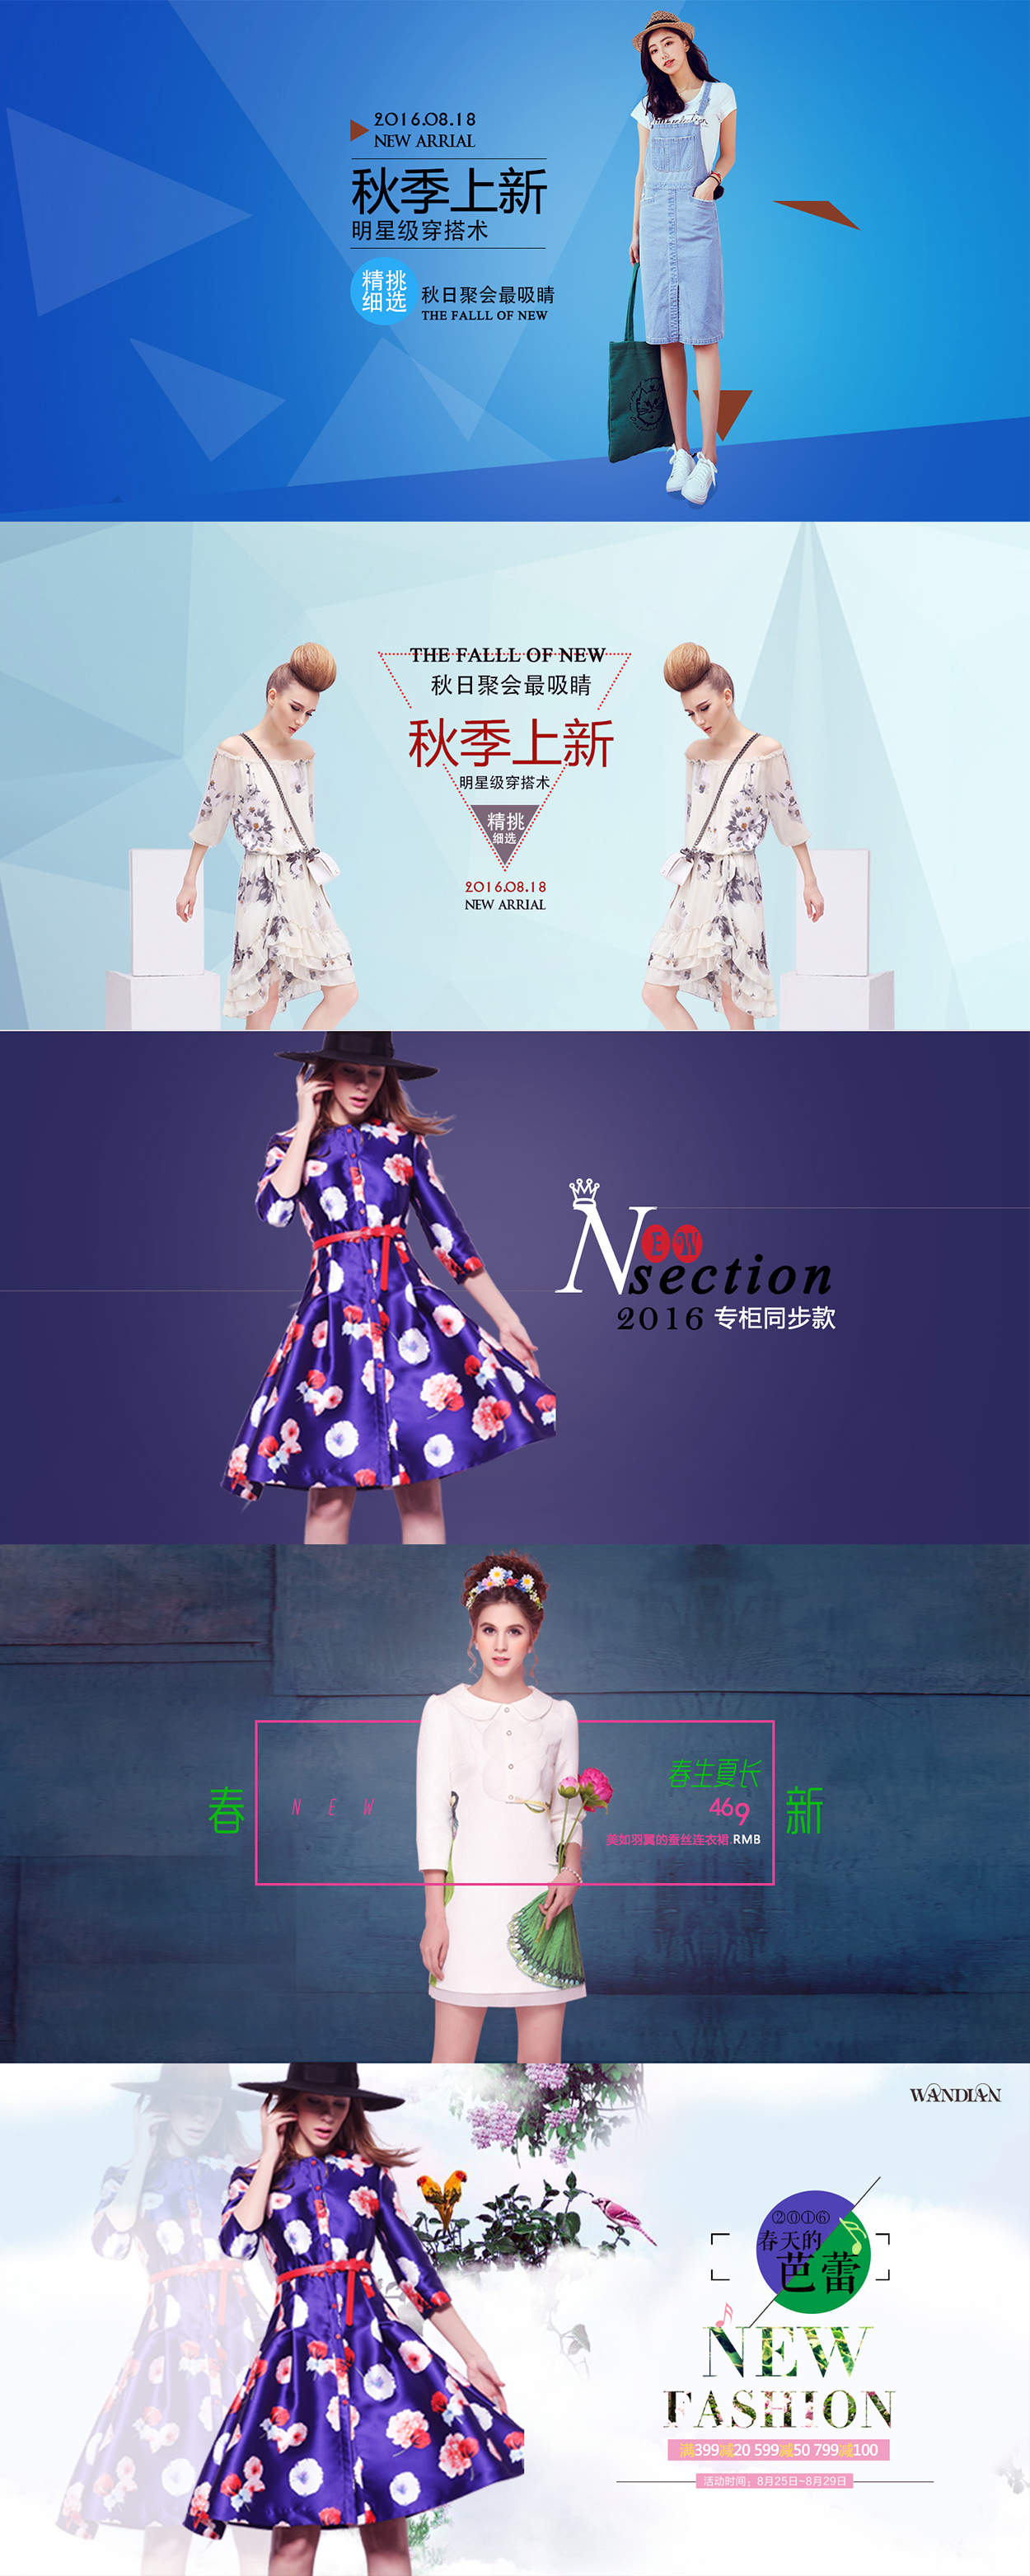 2016.08.18
NEW ARRIAL
秋季上新
明星级穿搭术
精挑
细选
秋日聚会最吸睛
THE FALLL OF NEW
THE FALLL OF NEW
秋日聚会最吸睛
秋季上新
明星级穿搭术
精挑
细选
2016.08.18
NEW ARRIAL
NEW
section
2016 专柜同步款
春
NEW
春生夏长
469
美如羽翼的蚕丝连衣裙.RMB
新
WANDIAN
2016
春天的
芭蕾
NEW
FASHION
满399减20 599减50 799减100
活动时间：8月25日~8月29日